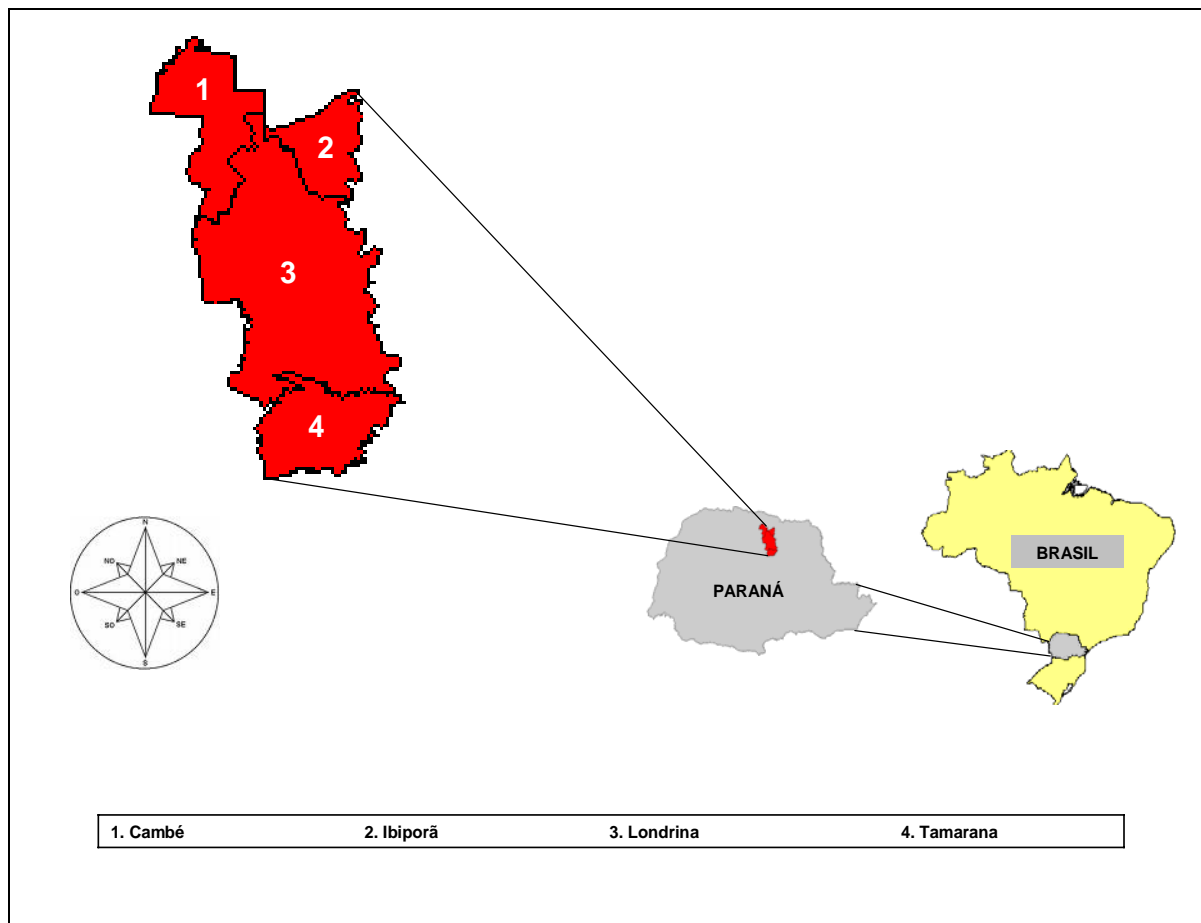 1
2
3
4
N
NO
NE
O
E
SO
SE
S
PARANÁ
BRASIL
1. Cambé 2. Ibiporã 3. Londrina 4. Tamarana